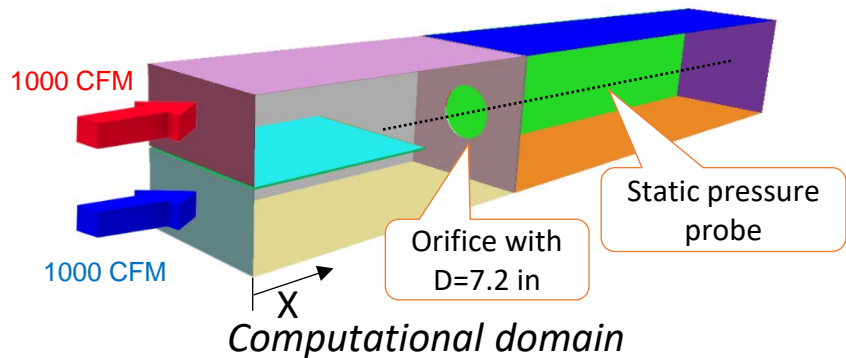 1000 CFM
1000 CFM
Orifice with
D=7.2 in
Static pressure
probe
X
Computational domain